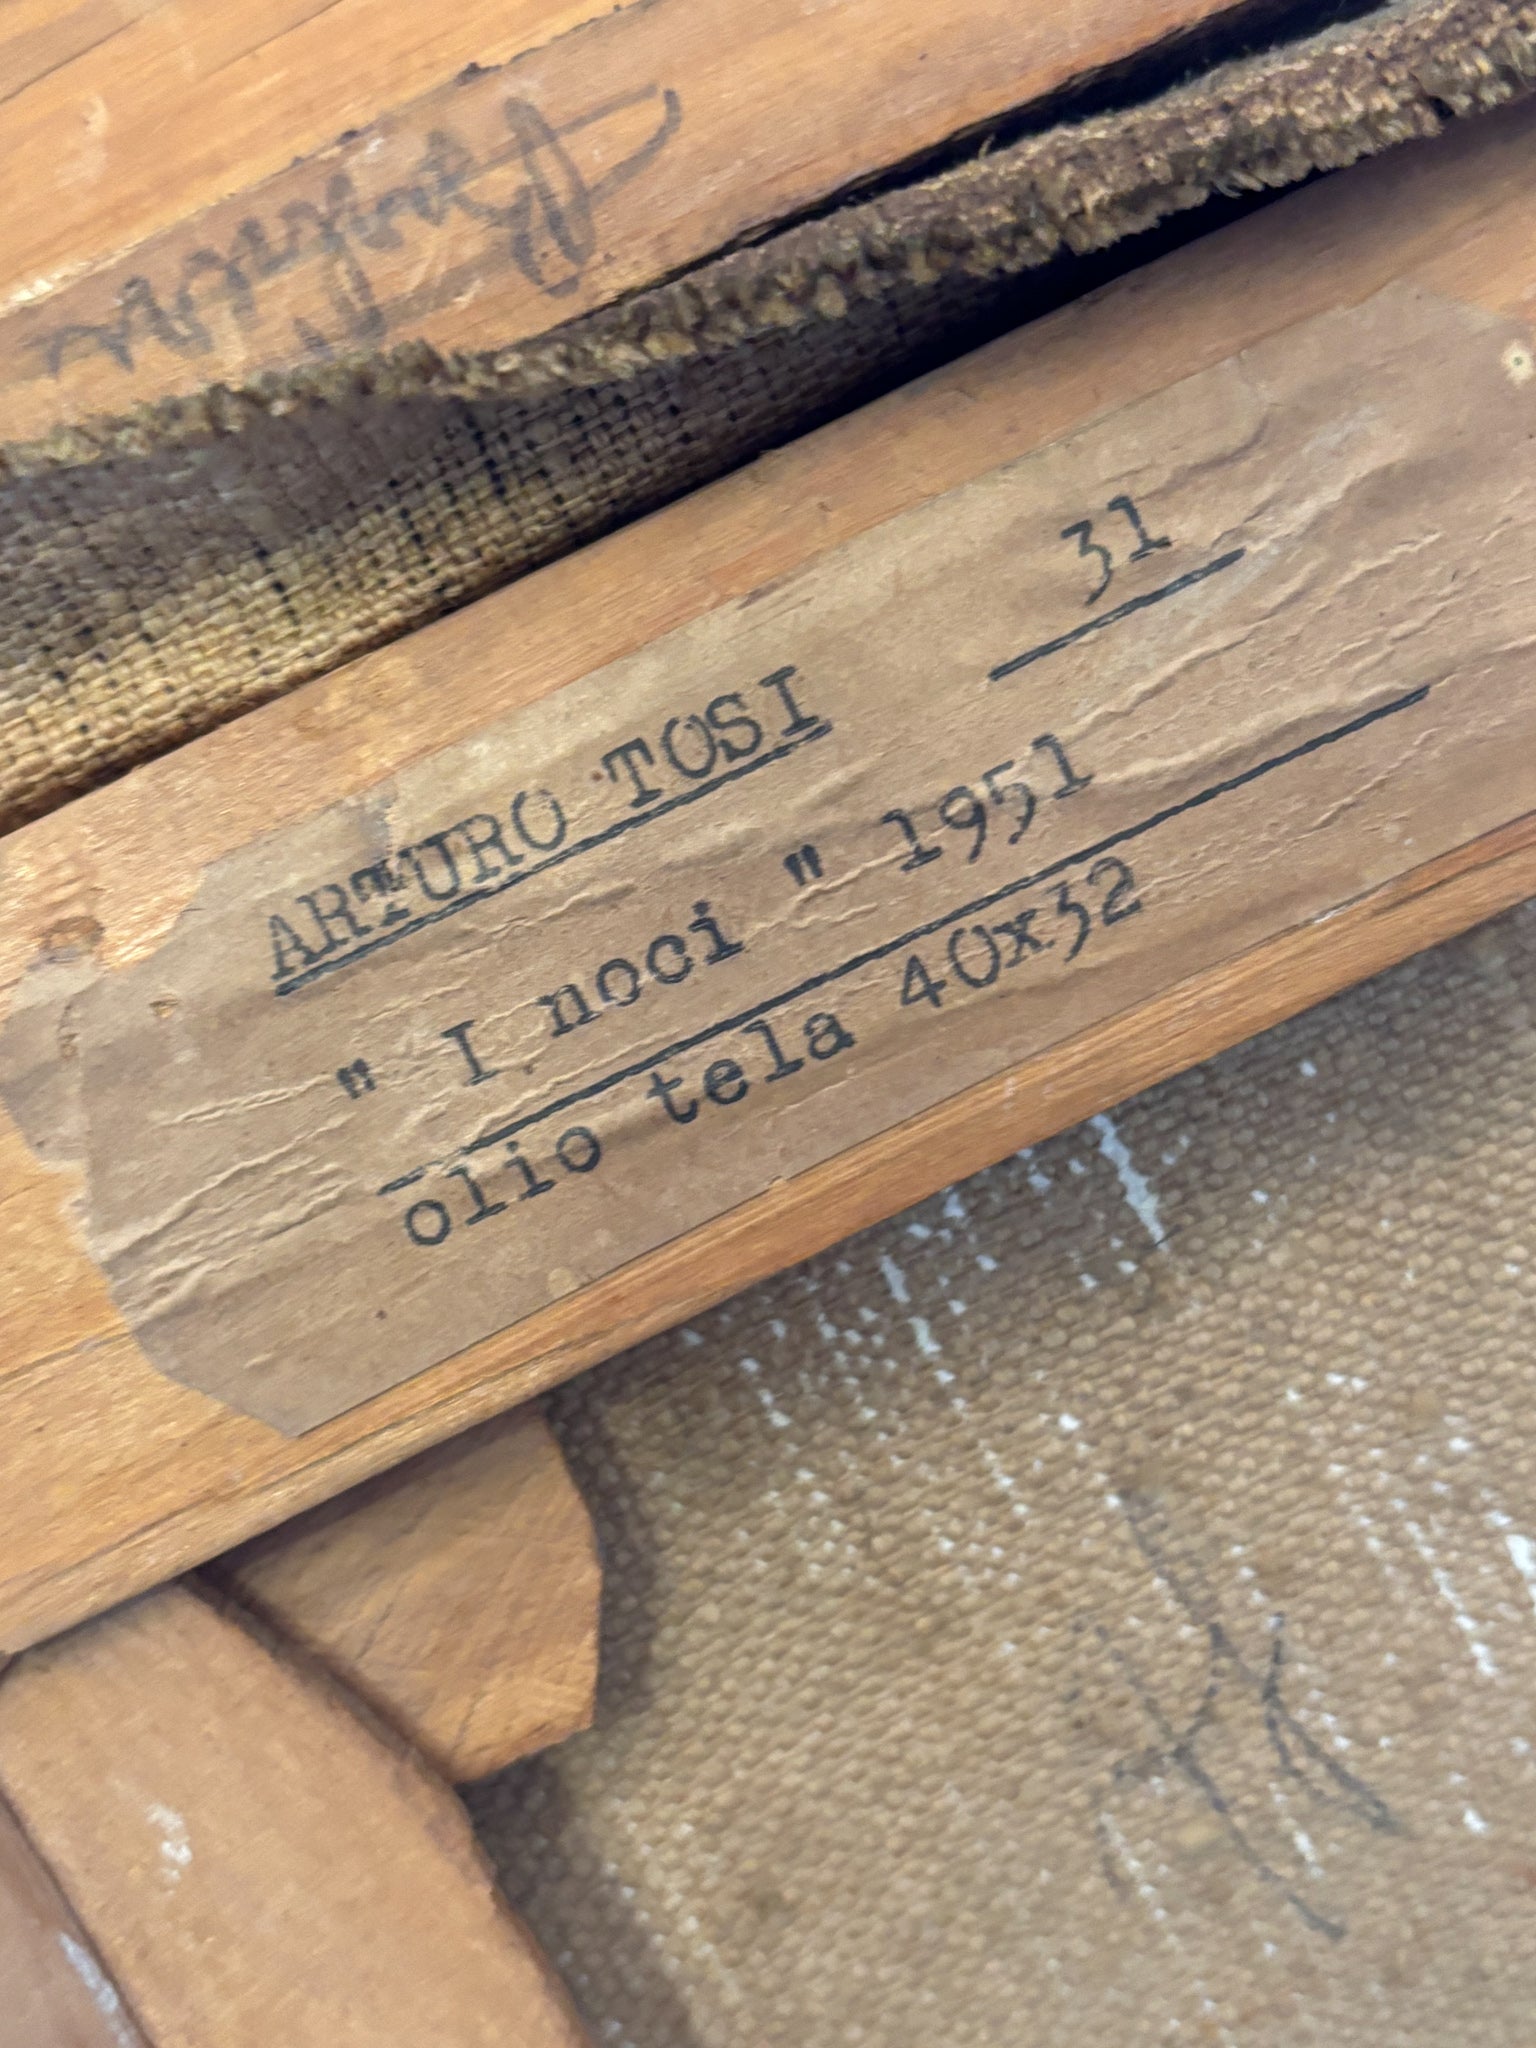 31
ARTURO TOSI
" I noci " 1951
olio tela 40x32